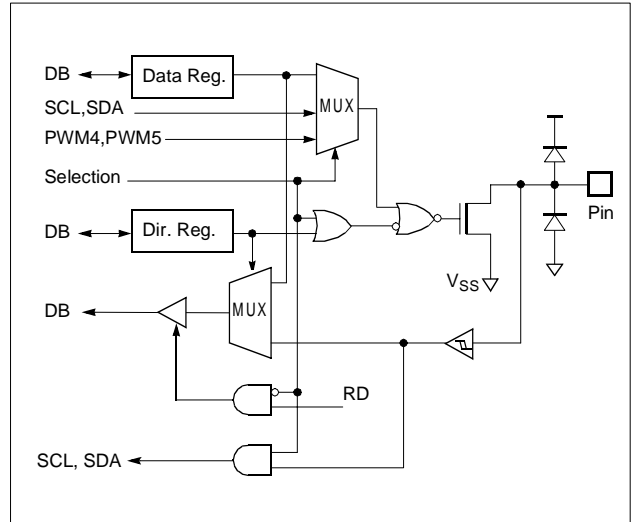 DB
Data Reg.
MUX
SCL,SDA
PWM4,PWM5
Selection
Pin
DB
Dir. Reg.
VSS
DB
MUX
RD
SCL, SDA